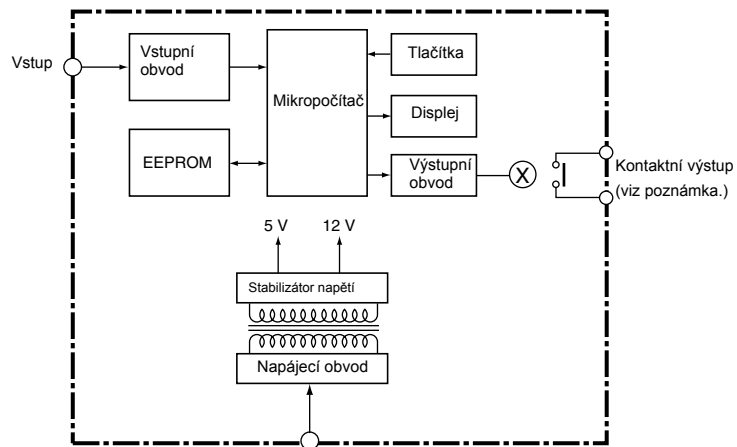 Vstup
Vstupní
obvod
Mikropočítač
Tlačítka
Displej
EEPROM
Výstupní
obvod
X
Kontaktní výstup
(viz poznámka.)
5 V
12 V
Stabilizátor napětí
Napájecí obvod